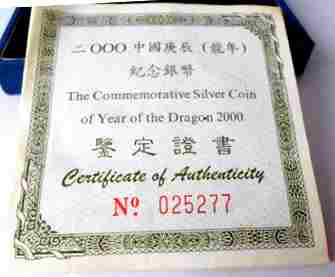 二OOO中國庚辰(龍年)
紀念銀幣
The Commemorative Silver Coin
of Year of the Dragon 2000
鑒定證書
Certificate of Authenticity
Nº 025277